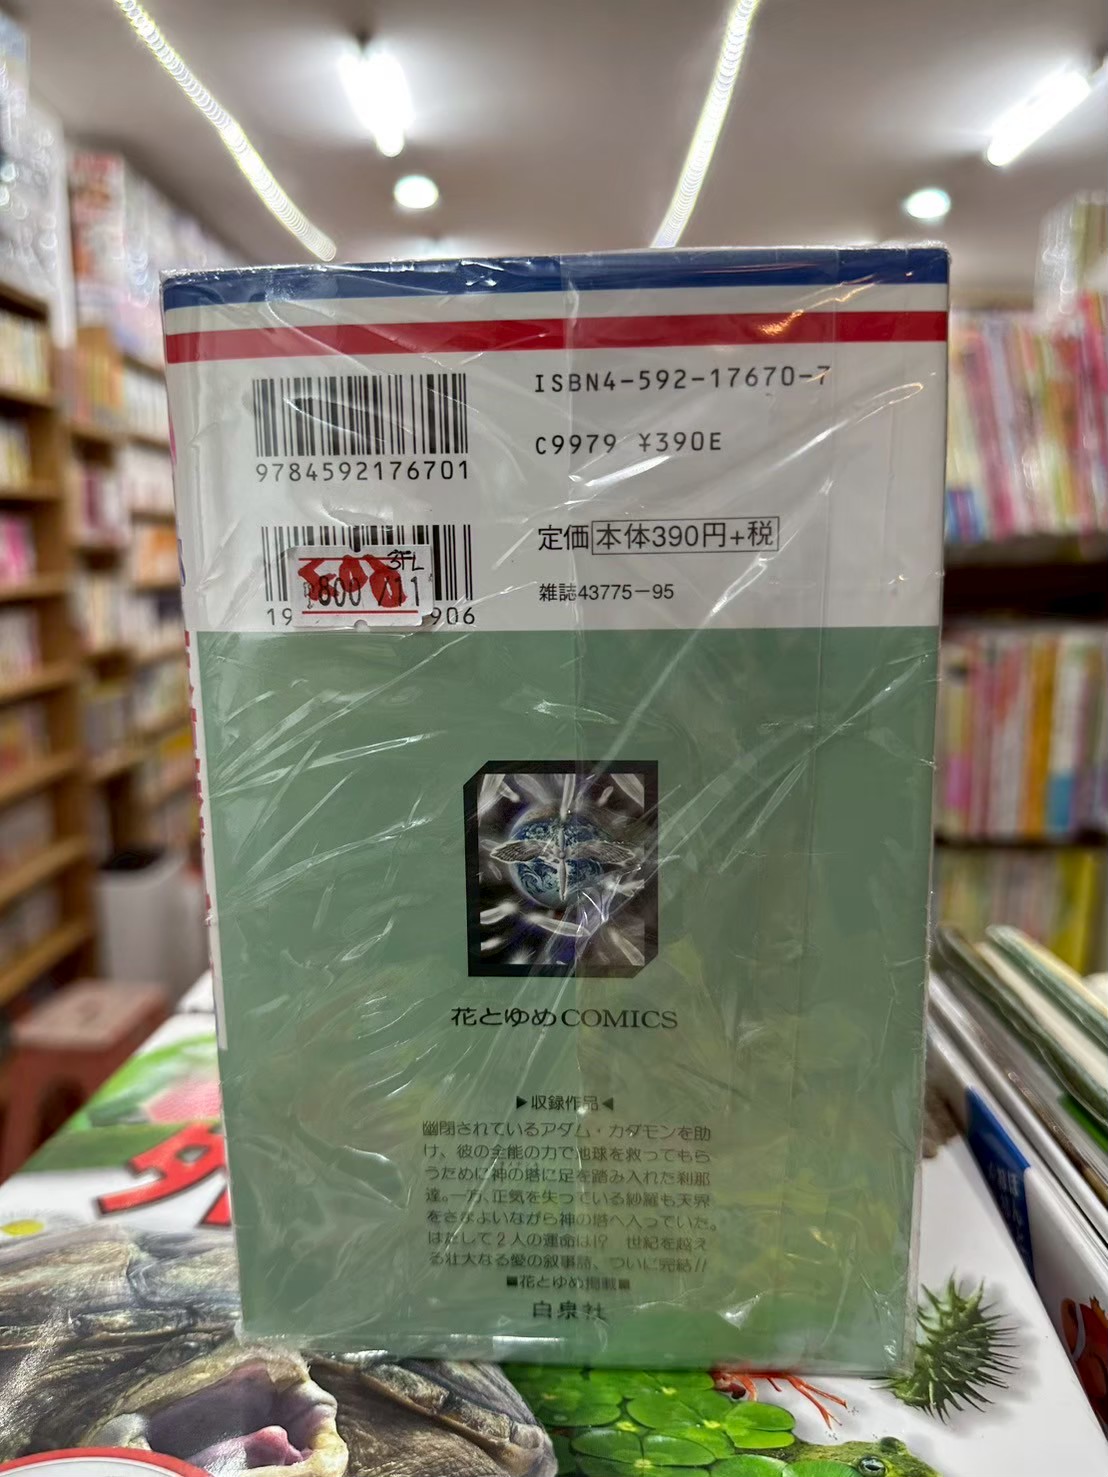 ISBN4-592-17670-7
C9979 ¥390E
9784592176701
定価 本体390円+税
雑誌43775-95
19
906
3FL
800
11
花とゆめCOMICS
▶収録作品◀
幽閉されているアダム・カダモンを助
け、彼の全能の力で地球を救ってもら
うために神の塔に足を踏み入れた刹那
達。一方、正気を失っている紗羅も天界
をさまよいながら神の塔へ入っていた。
はたして2人の運命は!? 世紀を越え
る壮大なる愛の叙事詩、ついに完結!!
■花とゆめ掲載■
白泉社